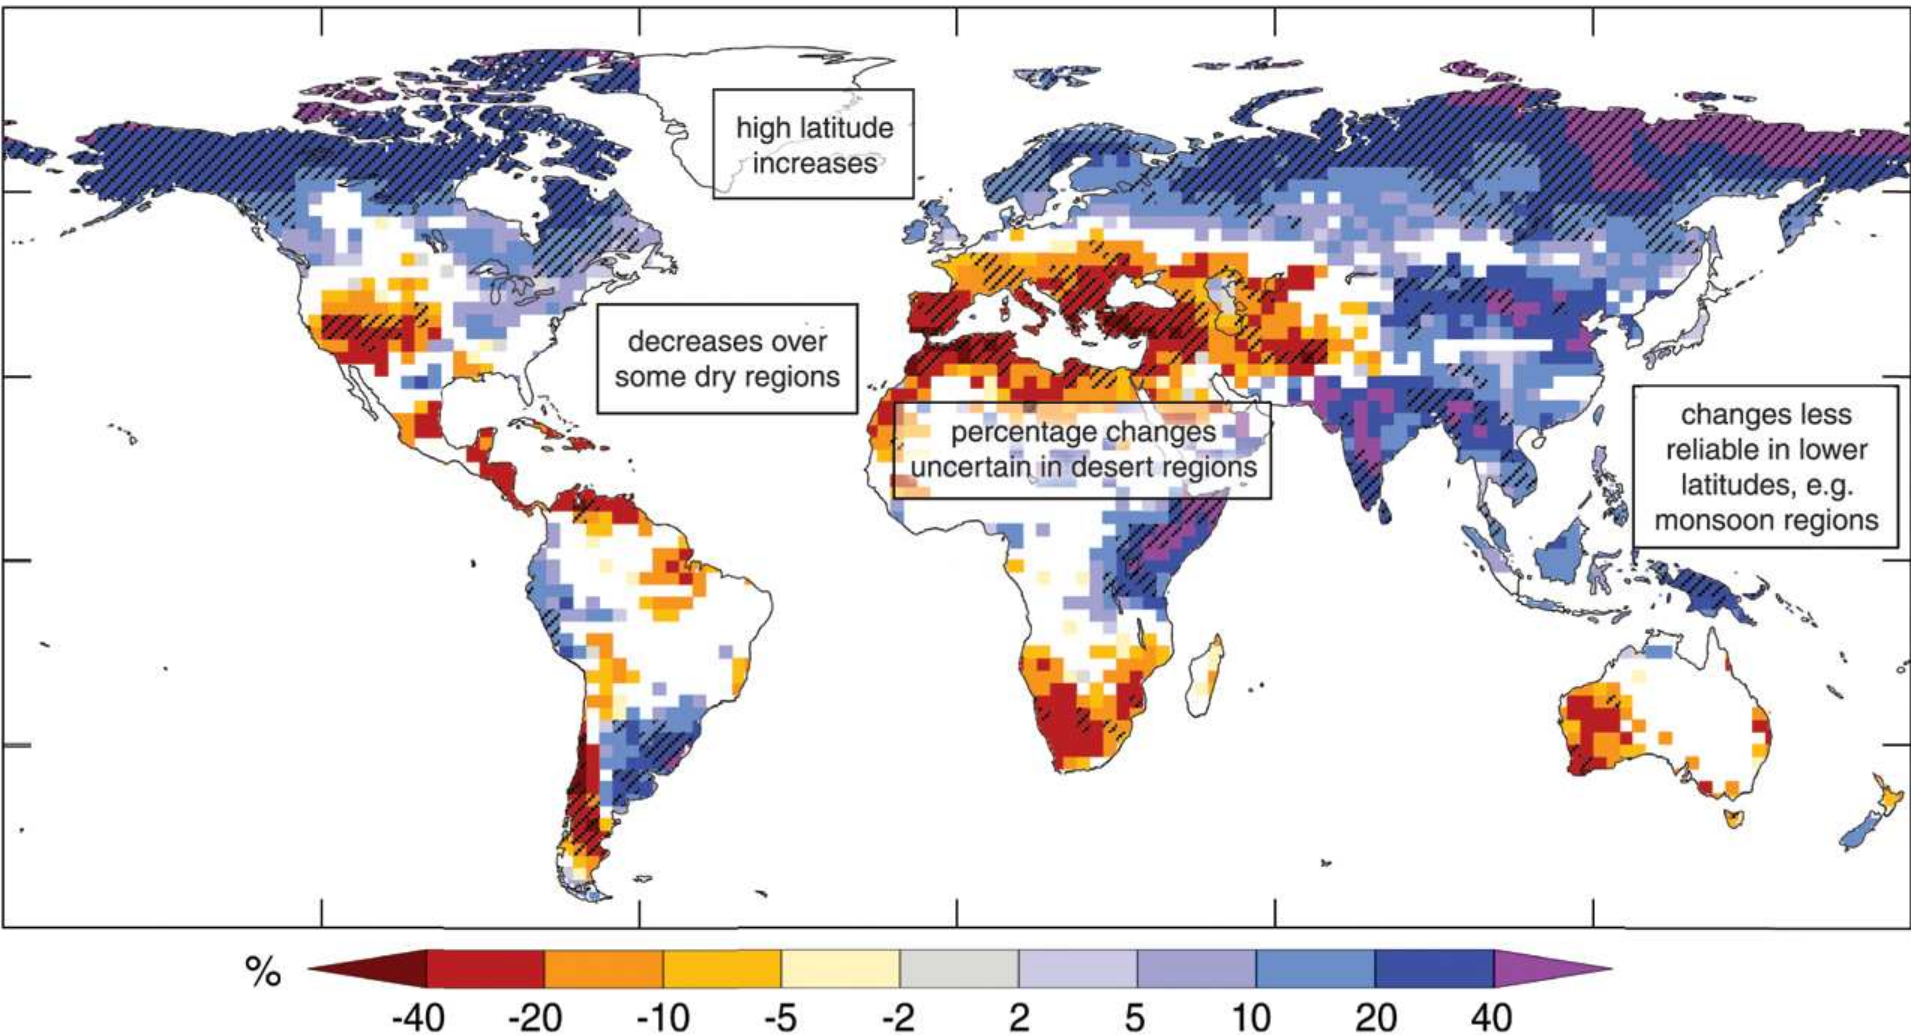 high latitude
increases
decreases over
some dry regions
percentage changes
uncertain in desert regions
changes less
reliable in lower
latitudes, e.g.
monsoon regions
%
-40 -20 -10 -5 -2 2 5 10 20 40